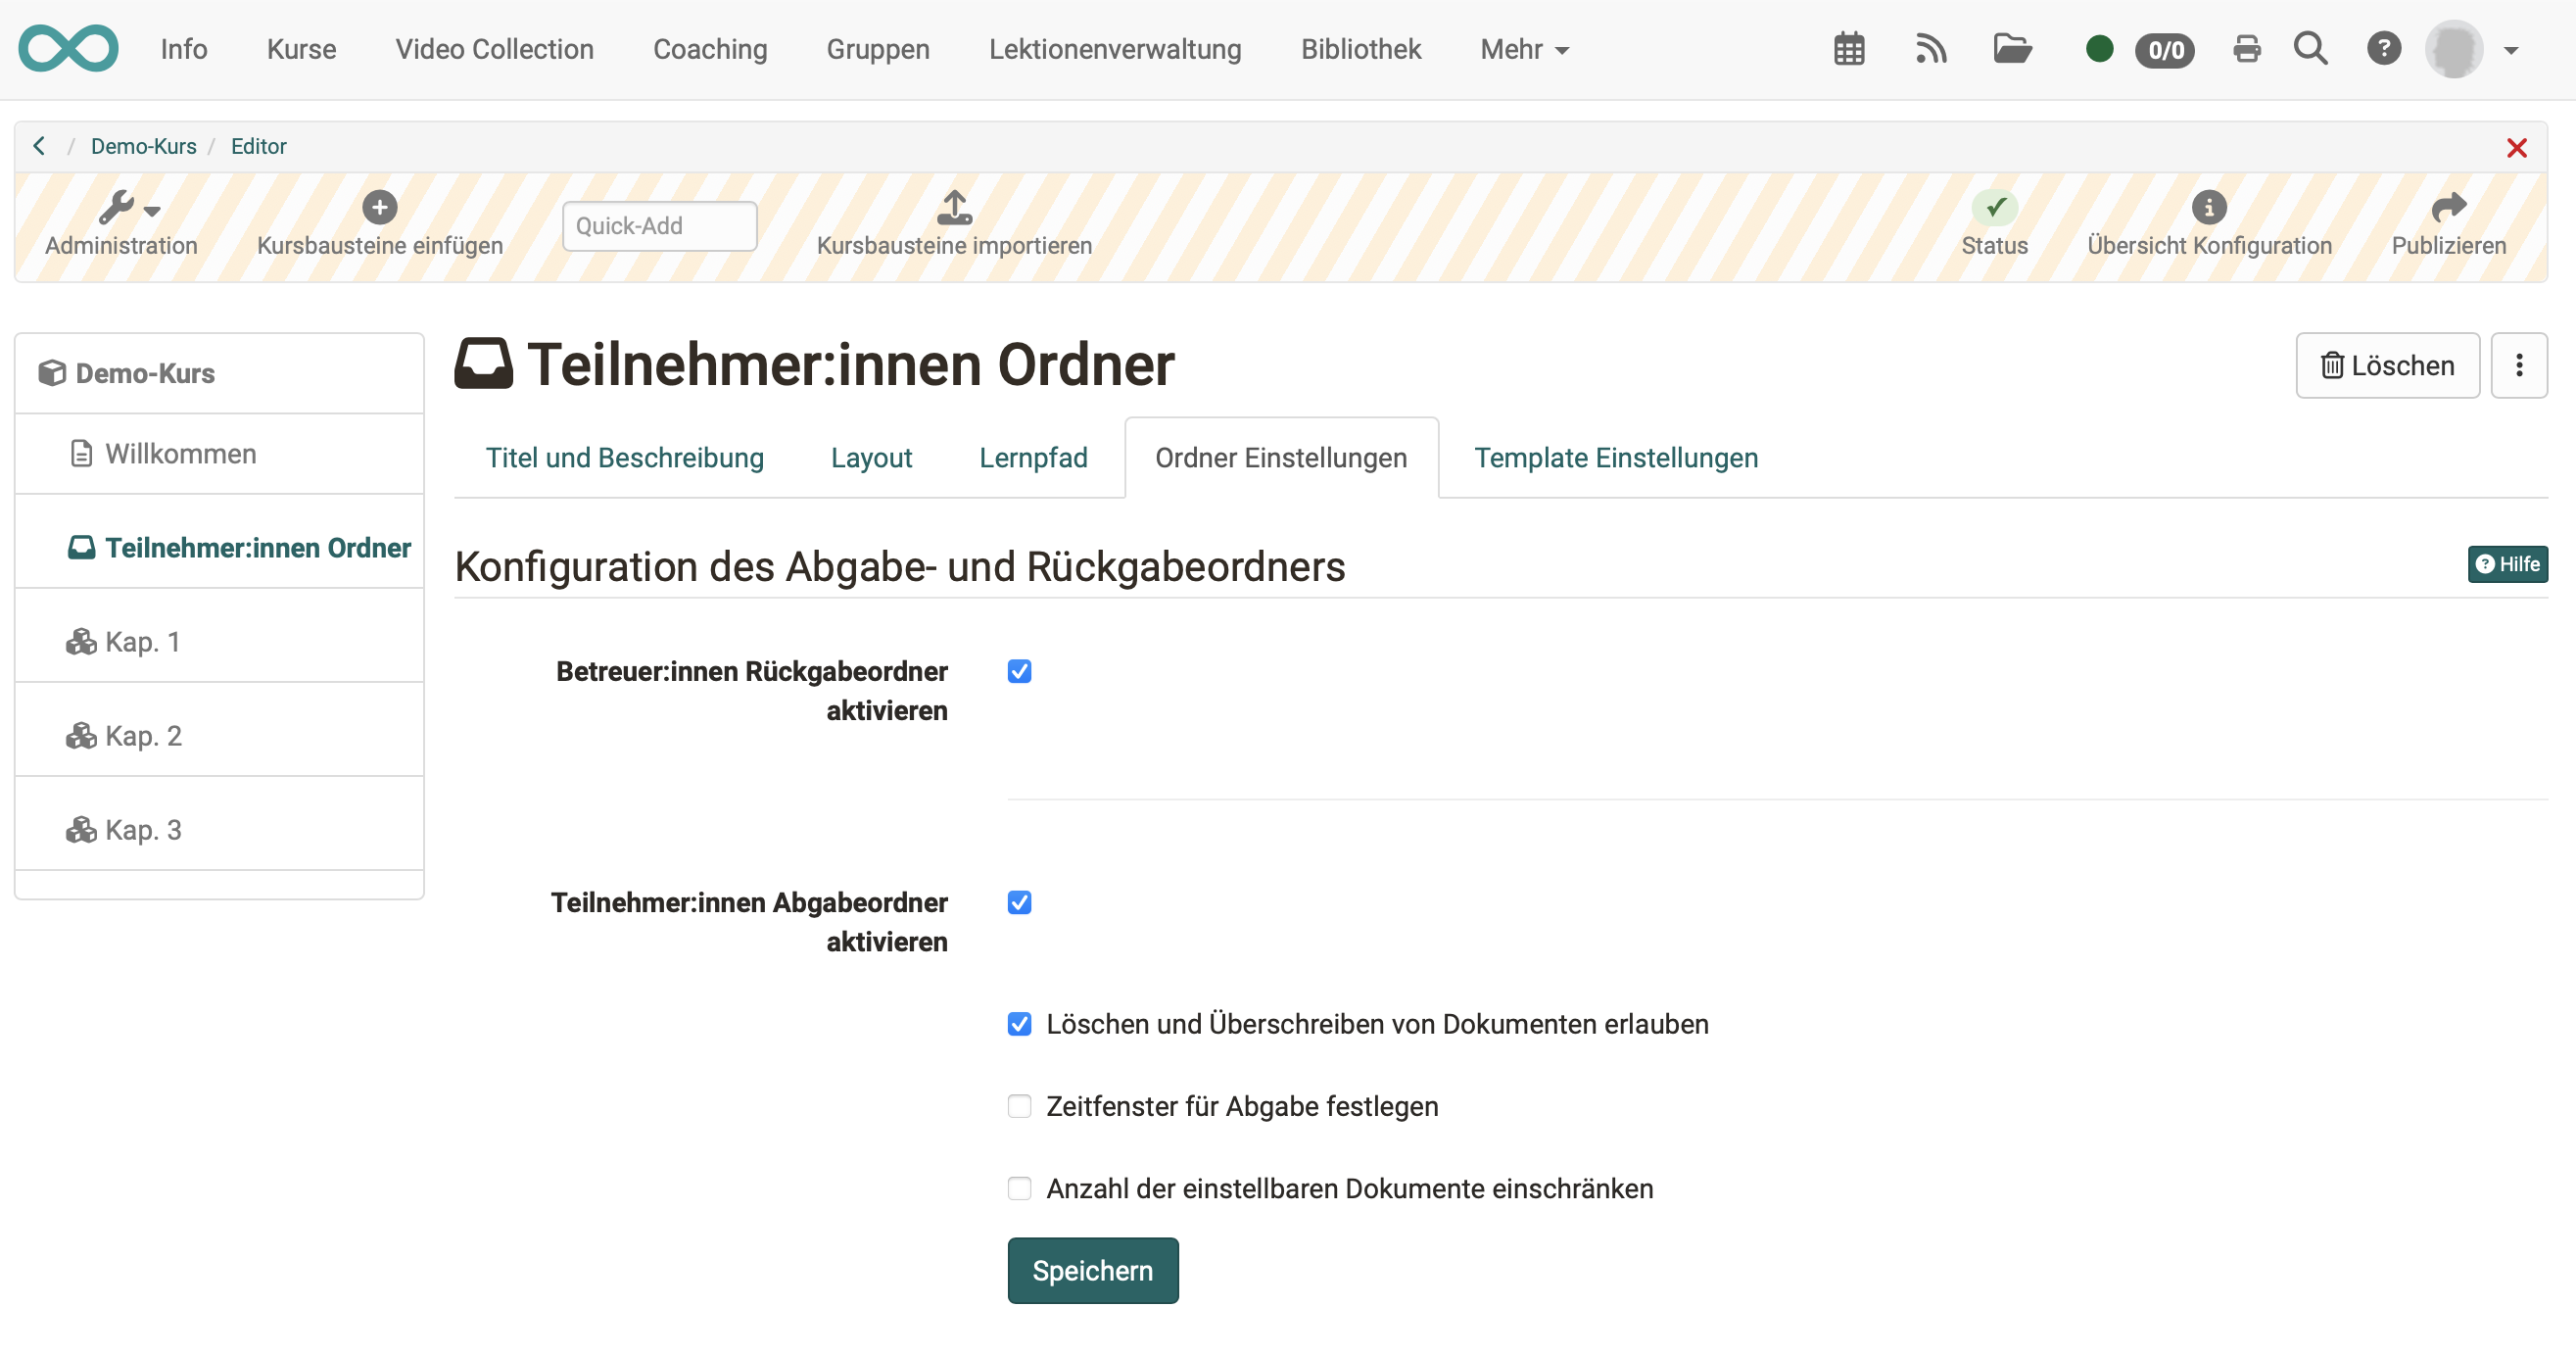 Info Kurse Video Collection Coaching Gruppen Lektionenverwaltung Bibliothek Mehr 0/0
/ Demo-Kurs / Editor
Administration Kursbausteine einfügen Quick-Add Kursbausteine importieren Status Übersicht Konfiguration Publizieren
Demo-Kurs
Willkommen
Teilnehmer:innen Ordner
Kap. 1
Kap. 2
Kap. 3
Teilnehmer:innen Ordner
Löschen
Titel und Beschreibung Layout Lernpfad Ordner Einstellungen Template Einstellungen
Konfiguration des Abgabe- und Rückgabeordners
Hilfe
Betreuer:innen Rückgabeordner
aktivieren
Teilnehmer:innen Abgabeordner
aktivieren
Löschen und Überschreiben von Dokumenten erlauben
Zeitfenster für Abgabe festlegen
Anzahl der einstellbaren Dokumente einschränken
Speichern